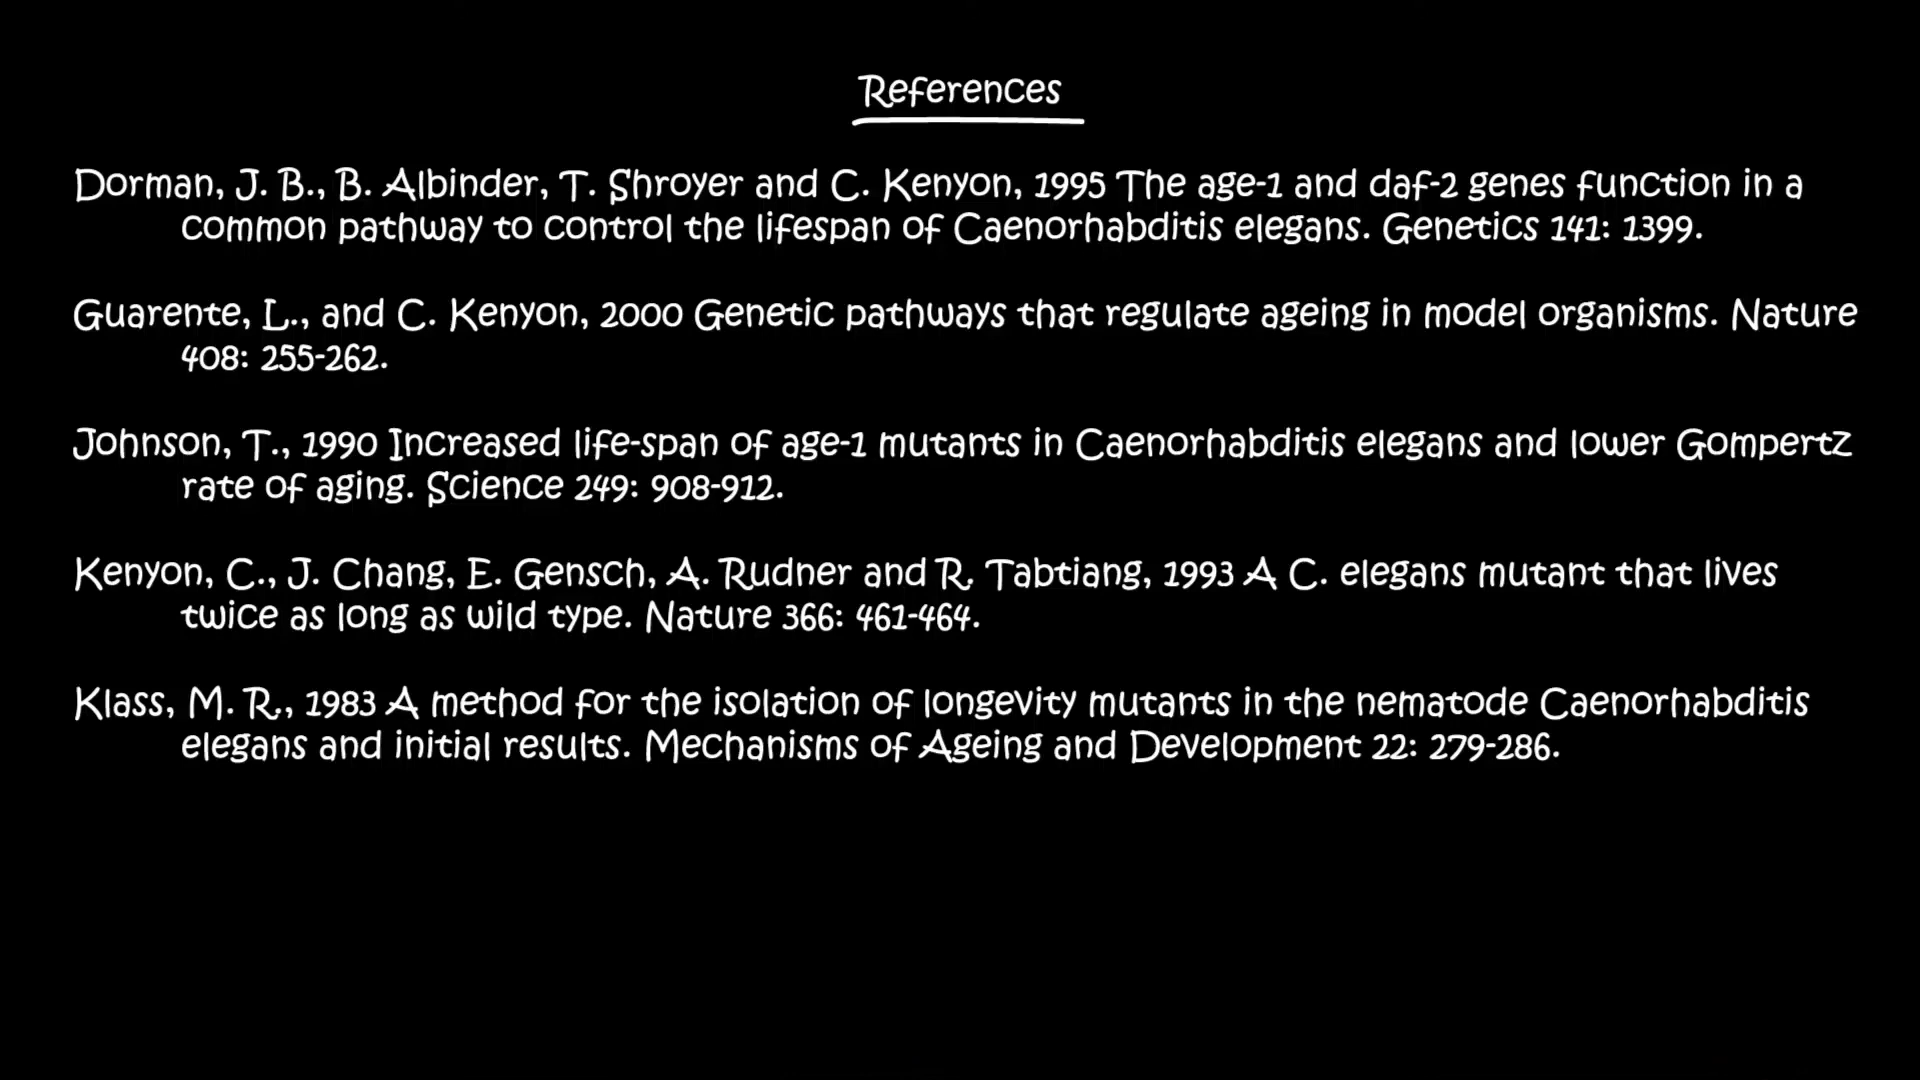 References
Dorman, J. B., B. Albinder, T. Shroyer and C. Kenyon, 1995 The age-1 and daf-2 genes function in a
common pathway to control the lifespan of Caenorhabditis elegans. Genetics 141: 1399.
Guarente, L., and C. Kenyon, 2000 Genetic pathways that regulate ageing in model organisms. Nature
408: 255-262.
Johnson, T., 1990 Increased life-span of age-1 mutants in Caenorhabditis elegans and lower Gompertz
rate of aging. Science 249: 908-912.
Kenyon, C., J. Chang, E. Gensch, A. Rudner and R. Tabtiang, 1993 A C. elegans mutant that lives
twice as long as wild type. Nature 366: 461-464.
Klass, M. R., 1983 A method for the isolation of longevity mutants in the nematode Caenorhabditis
elegans and initial results. Mechanisms of Ageing and Development 22: 279-286.